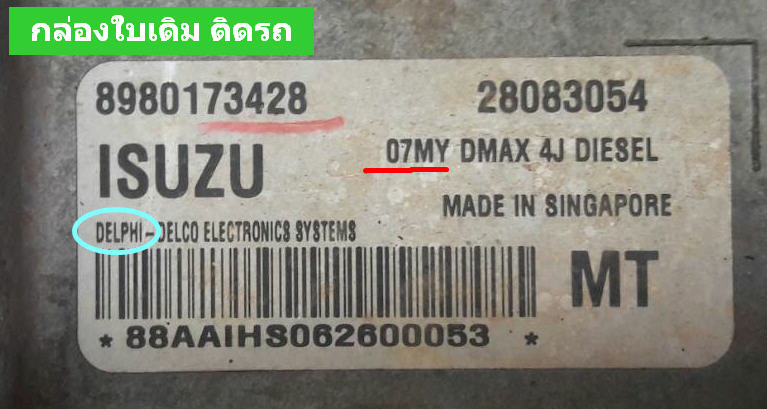 กล่องใบเดิม ติดรถ
8980173428 28083054
ISUZU 07MY DMAX 4J DIESEL
MADE IN SINGAPORE
DELPHI-DELCO ELECTRONICS SYSTEMS
MT
*88AAIHS062600053 *